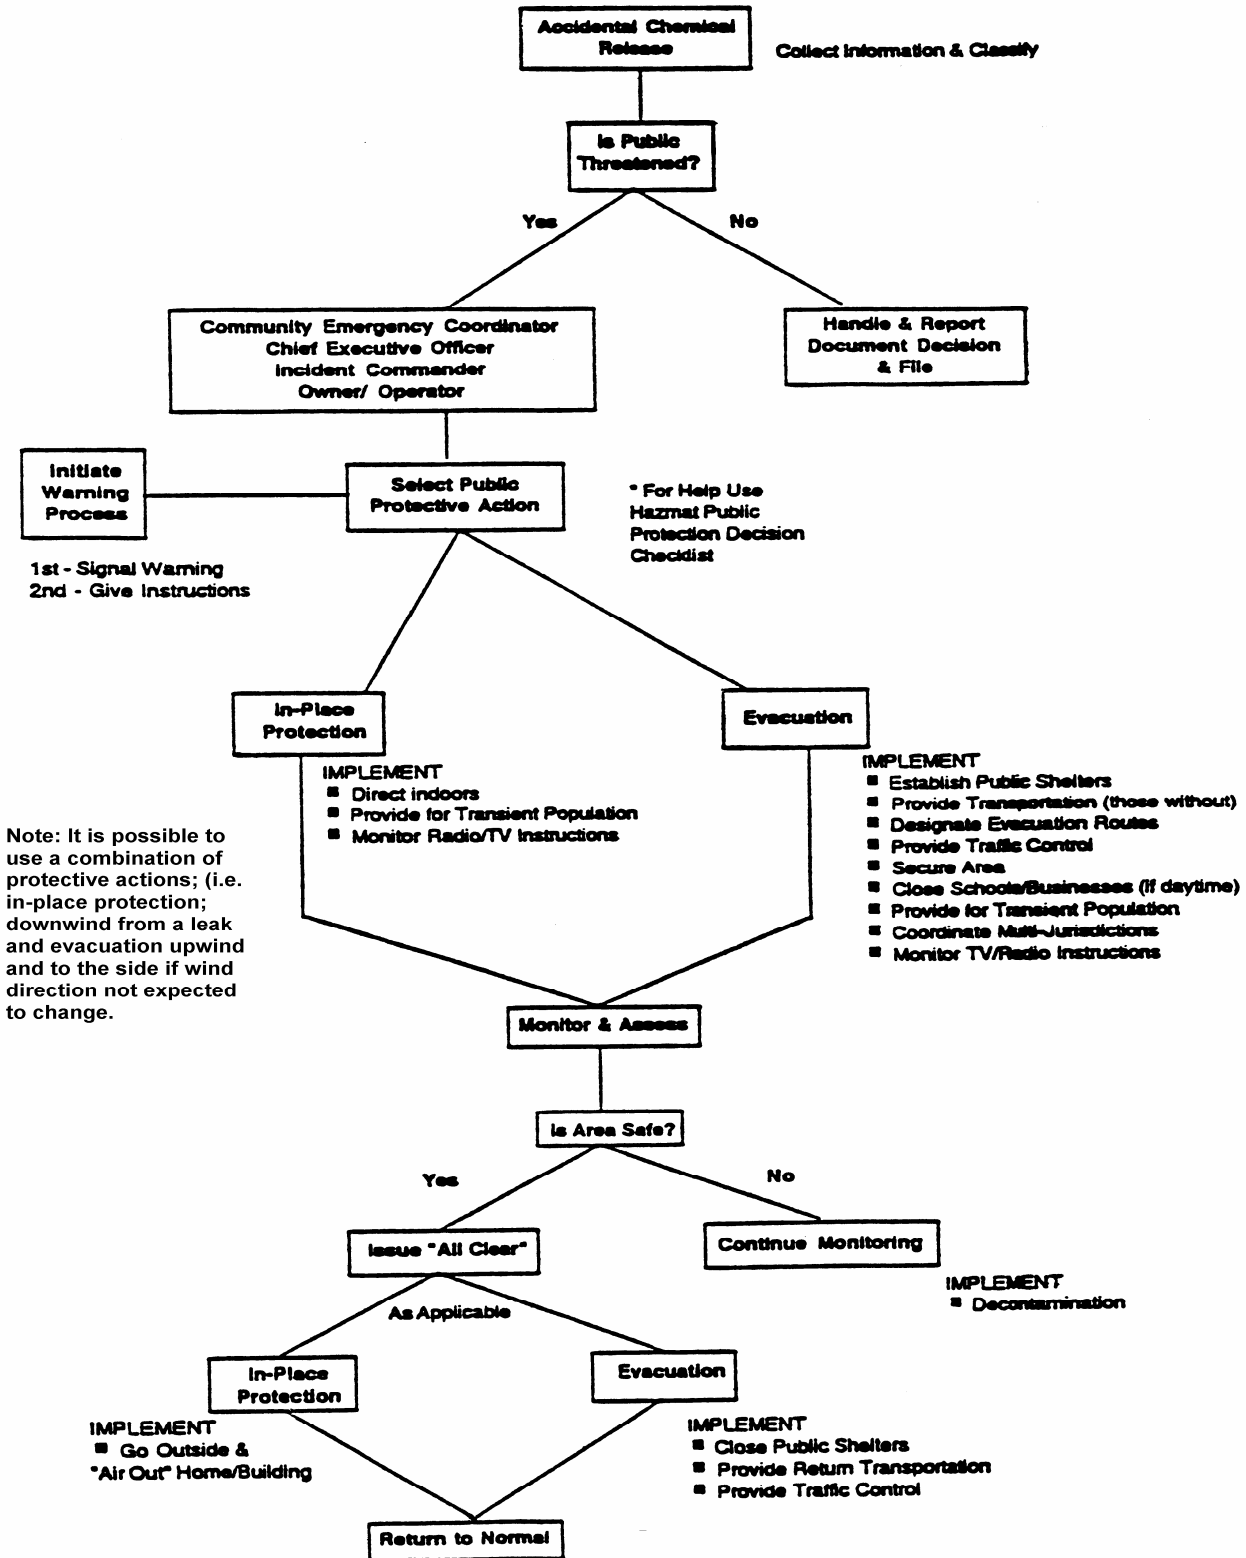 Accidental Chemical
Release
Collect Information & Classify
Is Public
Threatened?
Yes
No
Community Emergency Coordinator
Chief Executive Officer
Incident Commander
Owner/ Operator
Handle & Report
Document Decision
& File
Initiate
Warning
Process
Select Public
Protective Action
* For Help Use
Hazmat Public
Protection Decision
Checklist
1st - Signal Warning
2nd - Give Instructions
In-Place
Protection
Evacuation
IMPLEMENT
■ Direct indoors
■ Provide for Transient Population
■ Monitor Radio/TV Instructions
IMPLEMENT
■ Establish Public Shelters
■ Provide Transportation (those without)
■ Designate Evacuation Routes
■ Provide Traffic Control
■ Secure Area
■ Close Schools/Businesses (if daytime)
■ Provide for Transient Population
■ Coordinate Multi-Jurisdictions
■ Monitor TV/Radio Instructions
Note: It is possible to
use a combination of
protective actions; (i.e.
in-place protection;
downwind from a leak
and evacuation upwind
and to the side if wind
direction not expected
to change.
Monitor & Assess
Is Area Safe?
Yes
No
Issue "All Clear"
Continue Monitoring
IMPLEMENT
■ Decontamination
As Applicable
In-Place
Protection
Evacuation
IMPLEMENT
■ Go Outside &
"Air Out" Home/Building
IMPLEMENT
■ Close Public Shelters
■ Provide Return Transportation
■ Provide Traffic Control
Return to Normal